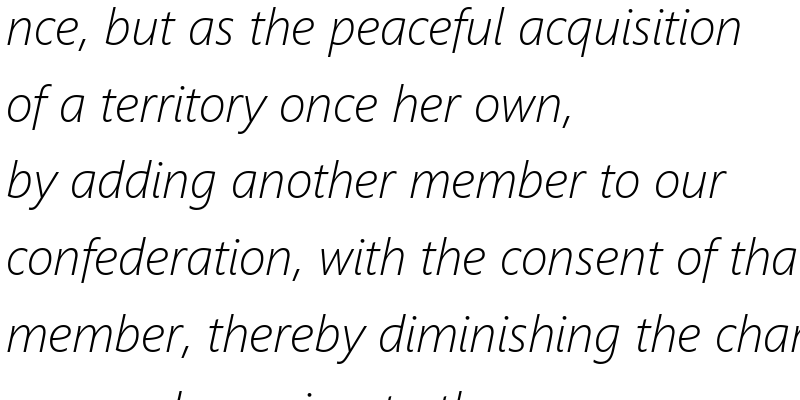 nce, but as the peaceful acquisition
of a territory once her own,
by adding another member to our
confederation, with the consent of tha
member, thereby diminishing the char